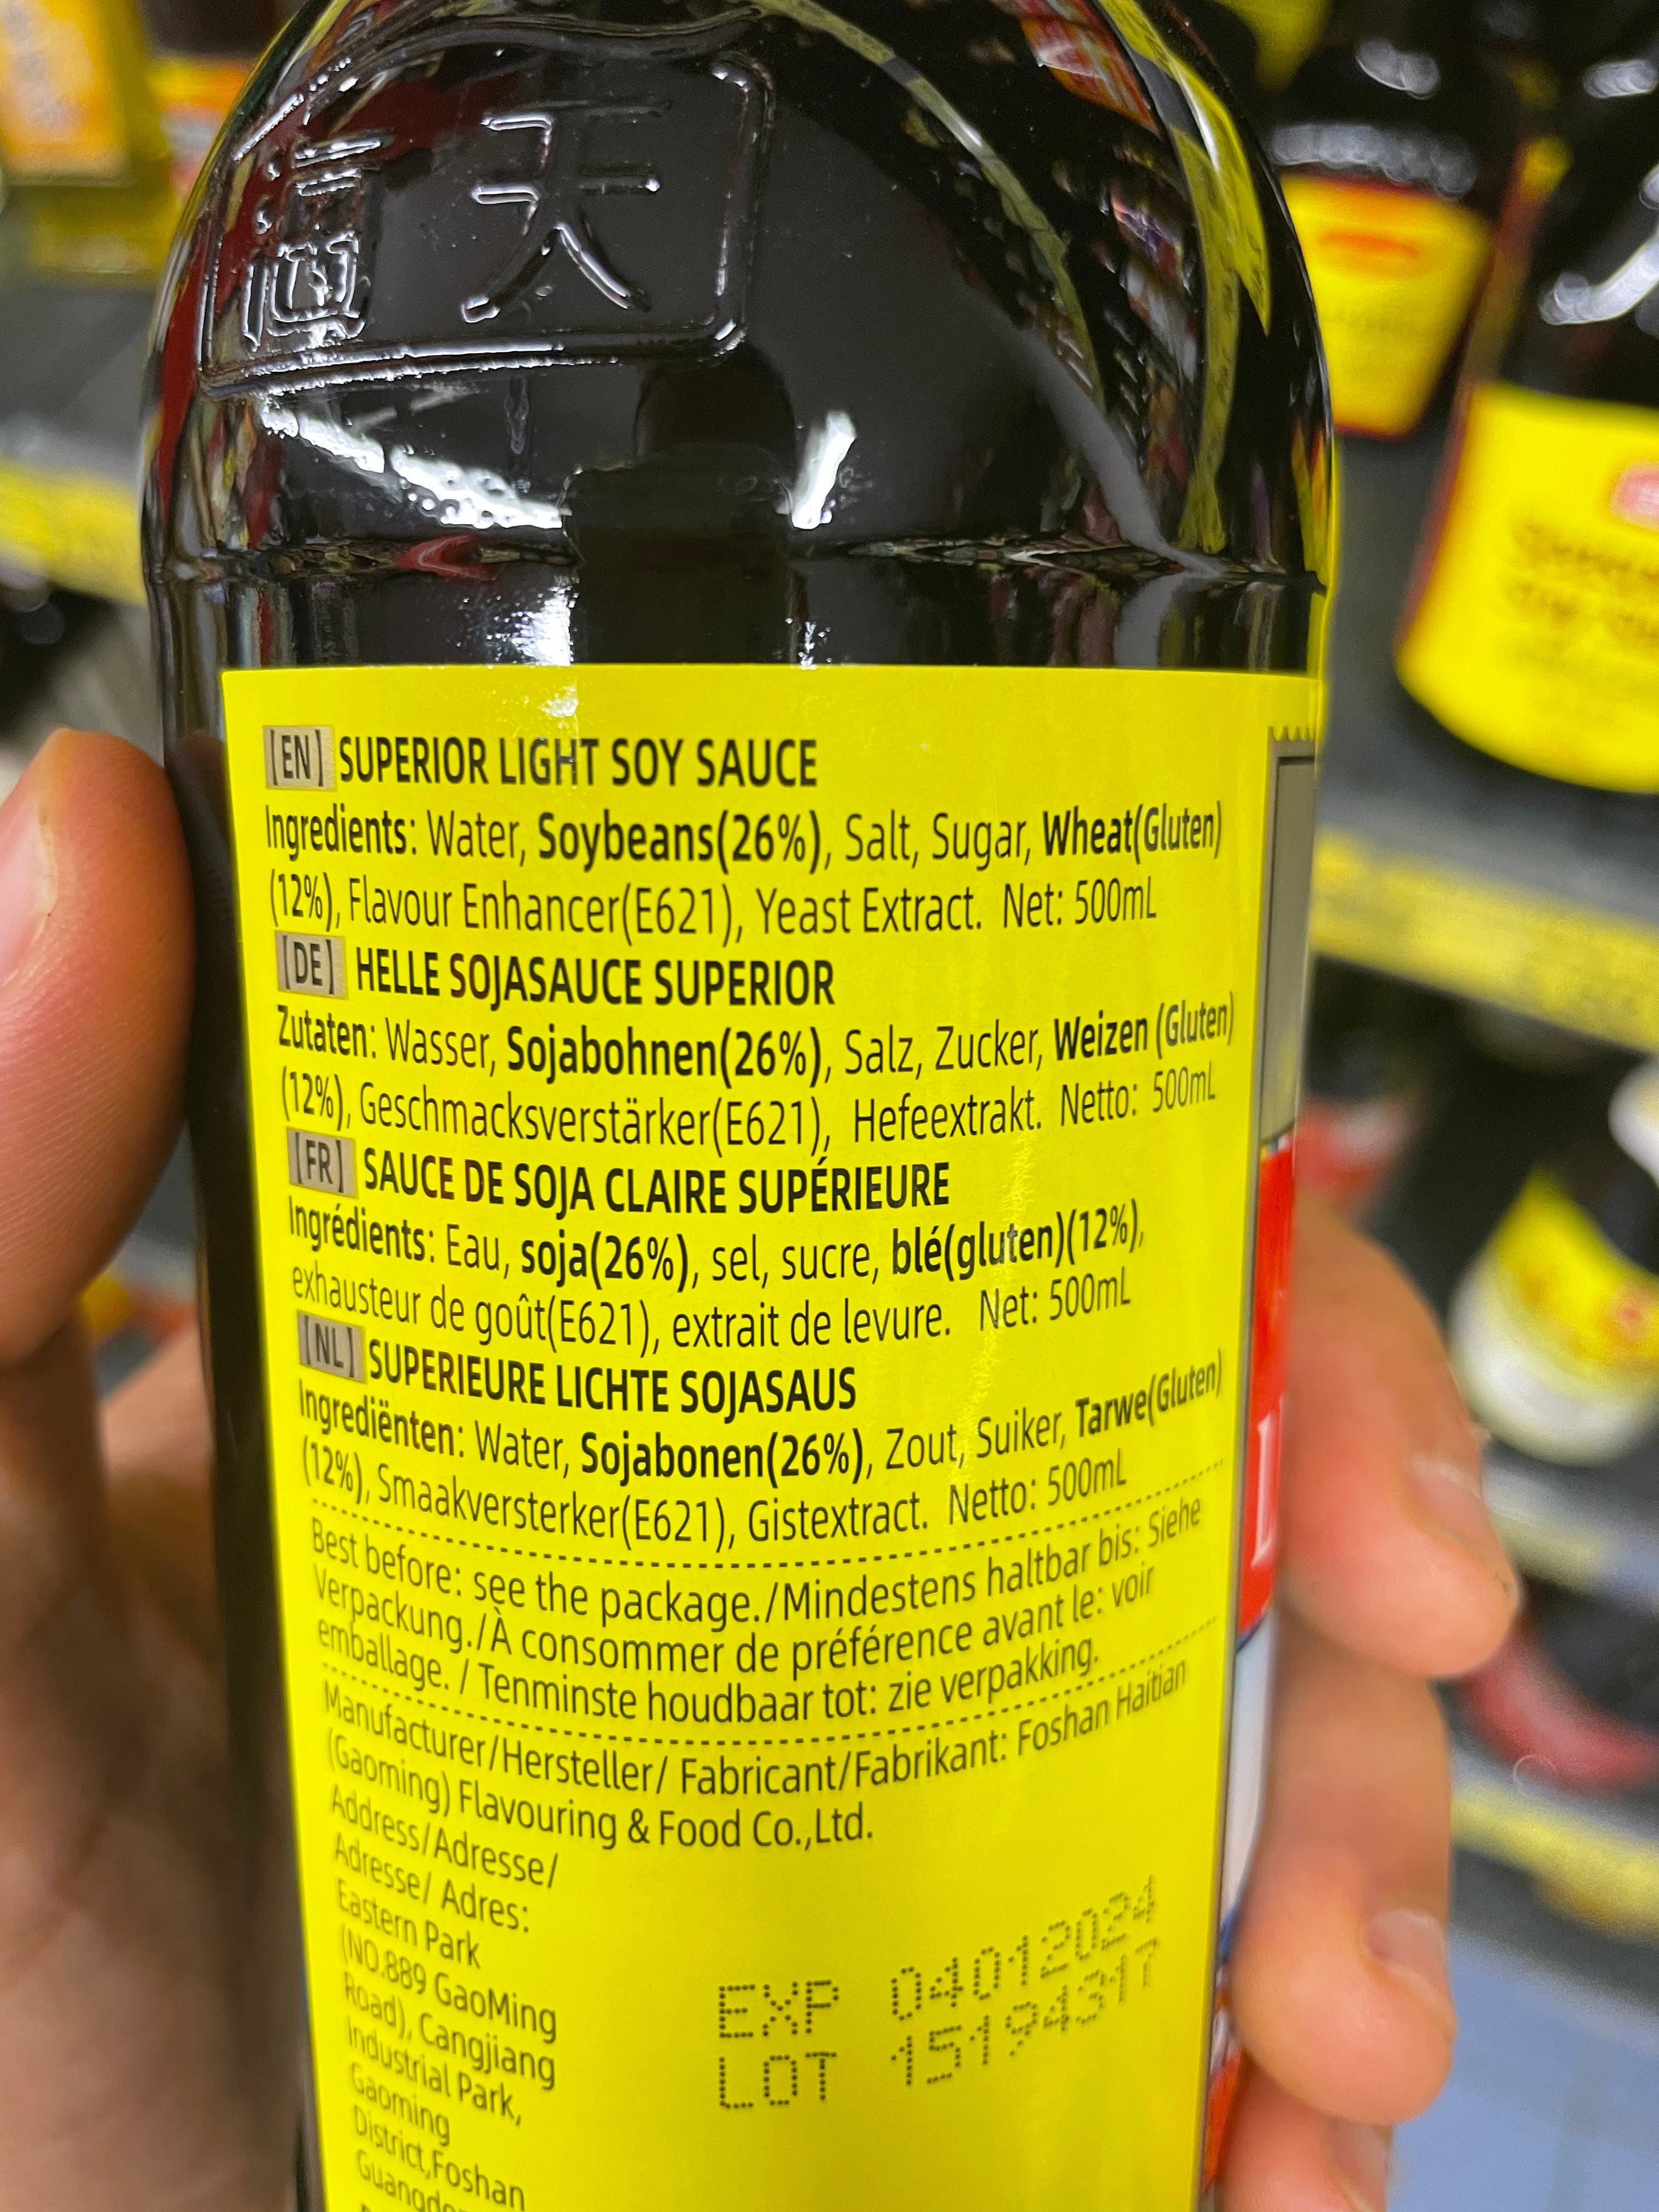 天
【EN】 SUPERIOR LIGHT SOY SAUCE
Ingredients: Water, Soybeans(26%), Salt, Sugar, Wheat(Gluten)
(12%), Flavour Enhancer(E621), Yeast Extract. Net: 500mL
【DE】 HELLE SOJASAUCE SUPERIOR
Zutaten: Wasser, Sojabohnen(26%), Salz, Zucker, Weizen (Gluten)
(12%), Geschmacksverstärker(E621), Hefeextrakt. Netto: 500mL
【FR】 SAUCE DE SOJA CLAIRE SUPÉRIEURE
Ingrédients: Eau, soja(26%), sel, sucre, blé(gluten)(12%),
exhausteur de goût(E621), extrait de levure. Net: 500mL
【NL】 SUPERIEURE LICHTE SOJASAUS
Ingrediënten: Water, Sojabonen(26%), Zout, Suiker, Tarwe(Gluten)
(12%), Smaakversterker(E621), Gistextract. Netto: 500mL
Best before: see the package./Mindestens haltbar bis: Siehe
Verpackung./À consommer de préférence avant le: voir
emballage. / Tenminste houdbaar tot: zie verpakking.
Manufacturer/Hersteller/ Fabricant/Fabrikant: Foshan Haitian
(Gaoming) Flavouring & Food Co.,Ltd.
Address/Adresse/
Adresse/ Adres:
Eastern Park
(NO.889 GaoMing
Road), Cangjiang
Industrial Park,
Gaoming
District,Foshan
EXP 04012024
LOT